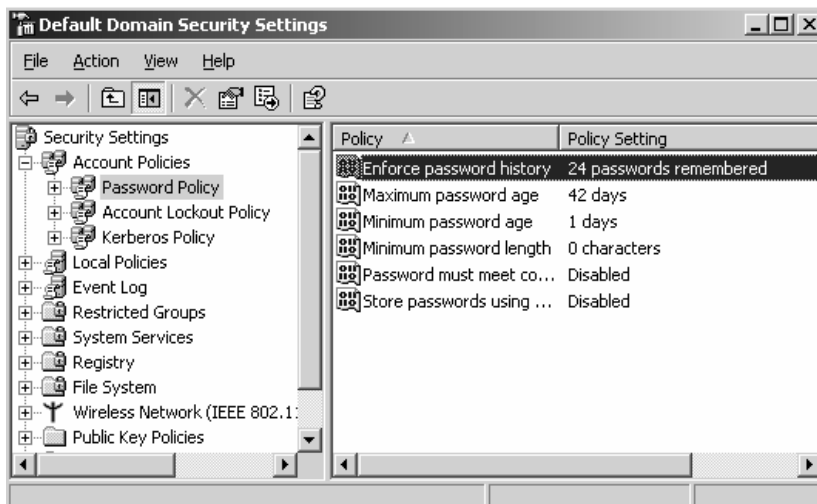 Default Domain Security Settings
File Action View Help
Security Settings
Account Policies
Password Policy
Account Lockout Policy
Kerberos Policy
Local Policies
Event Log
Restricted Groups
System Services
Registry
File System
Wireless Network (IEEE 802.1
Public Key Policies
Policy Policy Setting
Enforce password history 24 passwords remembered
Maximum password age 42 days
Minimum password age 1 days
Minimum password length 0 characters
Password must meet co... Disabled
Store passwords using ... Disabled